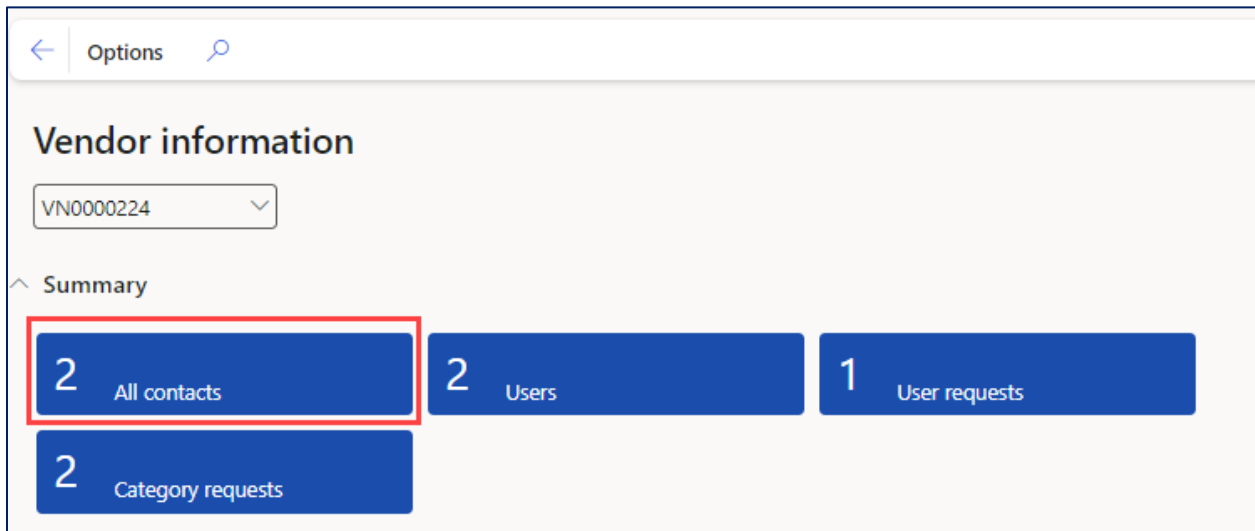 Options
Vendor information
VN0000224
Summary
2 All contacts
2 Users
1 User requests
2 Category requests